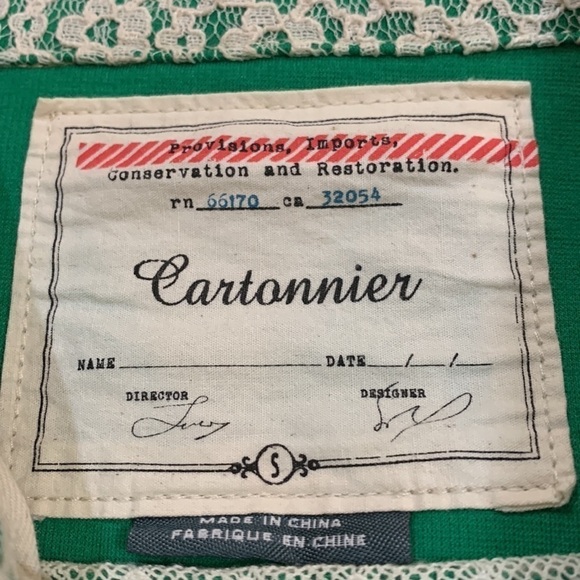 Provisions, Imports,
Conservation and Restoration.
rn 66170 ca 32054
Cartonnier
NAME DATE / /
DIRECTOR DESIGNER
S
MADE IN CHINA
FABRIQUE EN CHINE